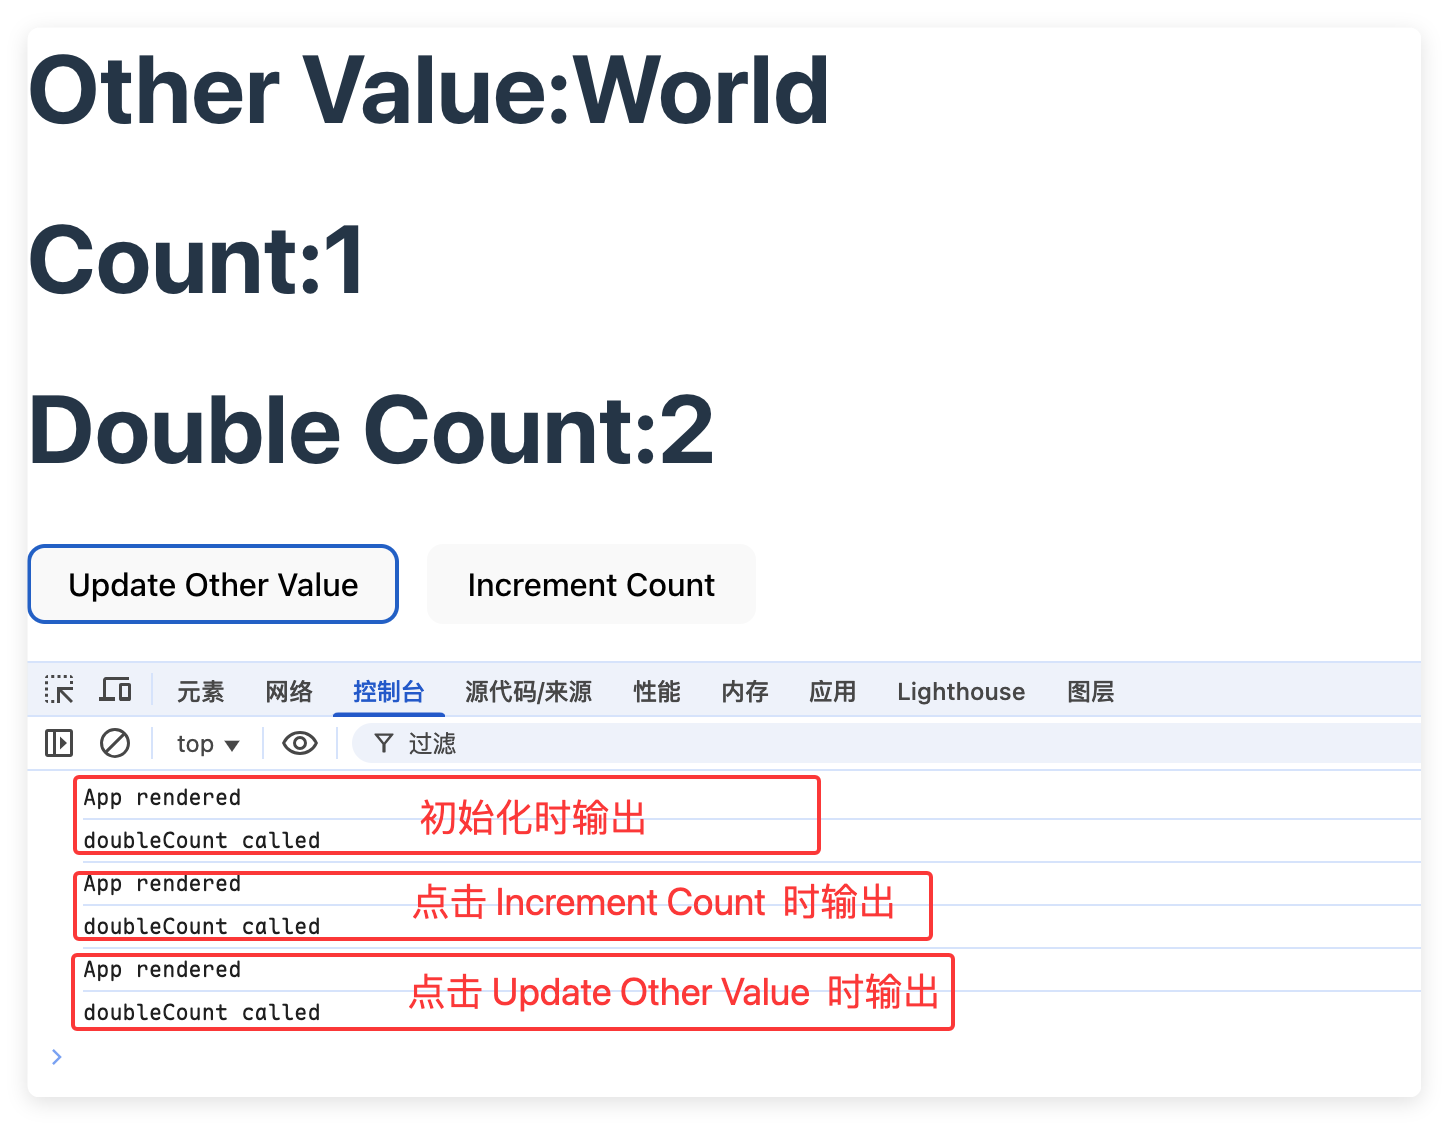 Other Value:World
Count:1
Double Count:2
Update Other Value Increment Count
元素 网络 控制台 源代码/来源 性能 内存 应用 Lighthouse 图层
top 过滤
App rendered
初始化时输出
doubleCount called
App rendered
点击 Increment Count 时输出
doubleCount called
App rendered
点击 Update Other Value 时输出
doubleCount called